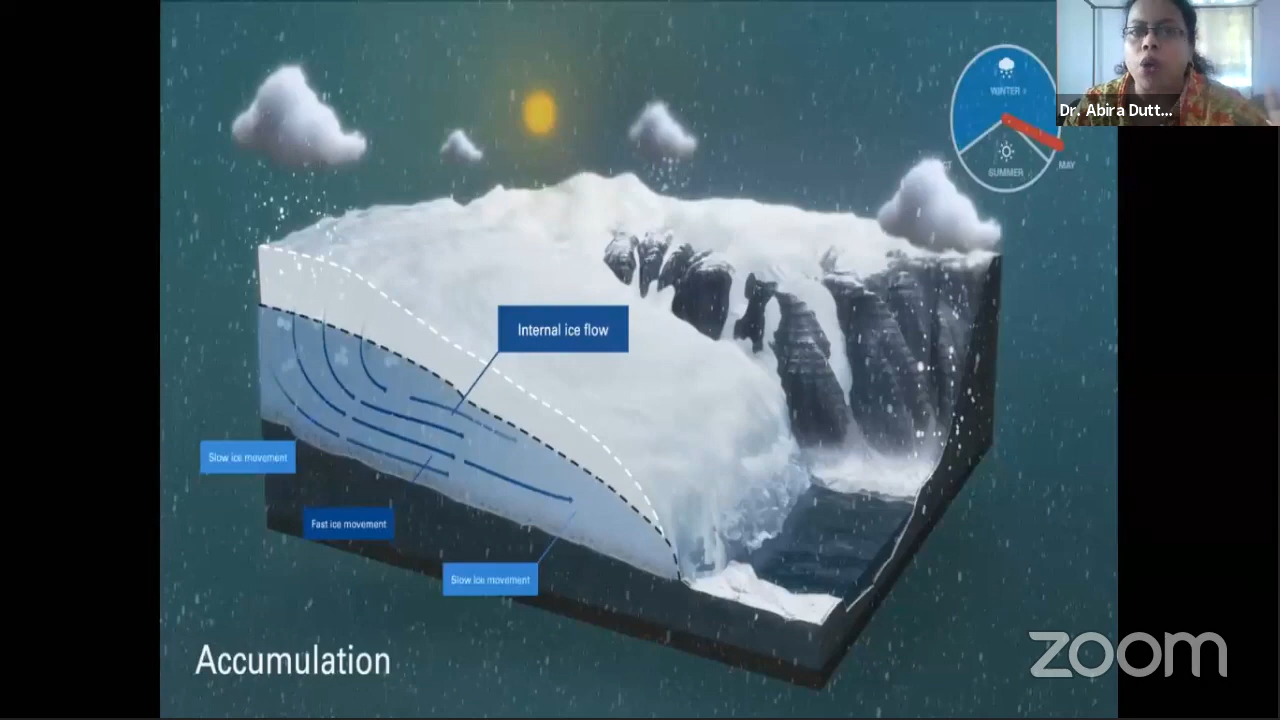 WINTER
Dr. Abira Dutt...
SUMMER
MAY
Internal ice flow
Slow ice movement
Fast ice movement
Slow ice movement
Accumulation
zoom